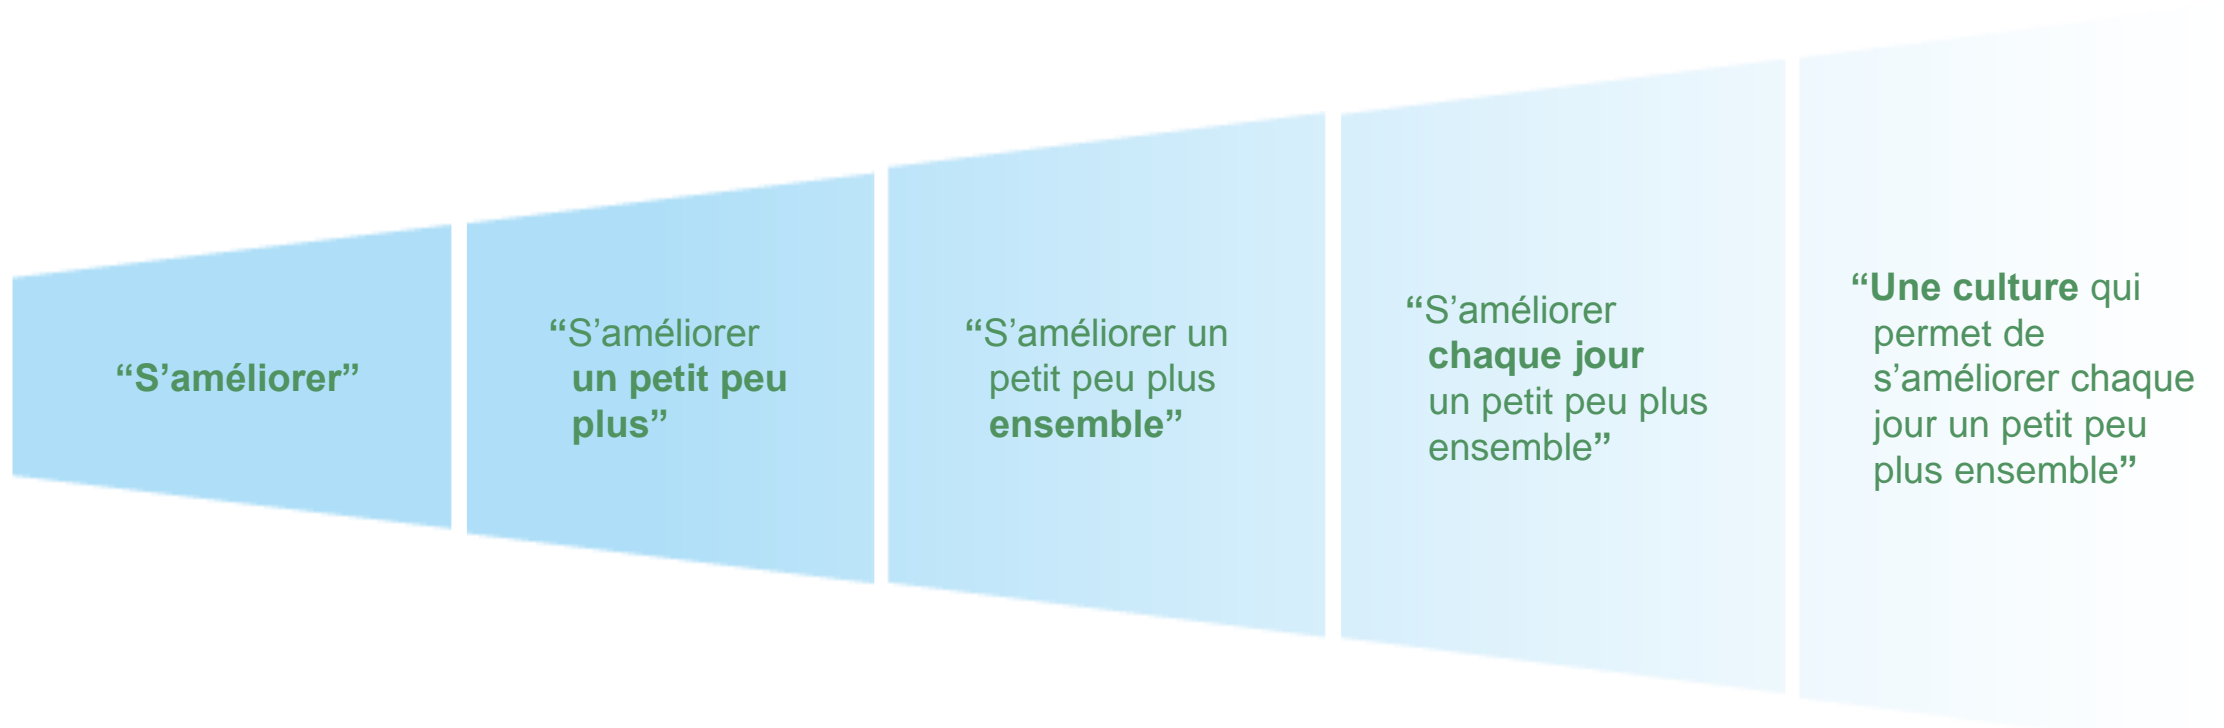 “S’améliorer”
“S’améliorer
un petit peu
plus”
“S’améliorer un
petit peu plus
ensemble”
“S’améliorer
chaque jour
un petit peu plus
ensemble”
“Une culture qui
permet de
s’améliorer chaque
jour un petit peu
plus ensemble”